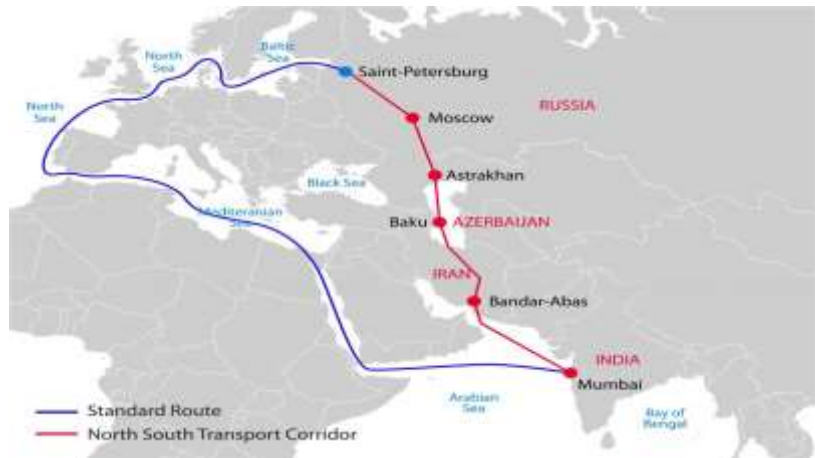 North
Sea
Baltic
Sea
Saint-Petersburg
RUSSIA
North
Sea
Moscow
Astrakhan
Black Sea
Mediteranian
Sea
Baku
AZERBAIJAN
IRAN
Bandar-Abas
INDIA
Mumbai
Arabian
Sea
Bay of
Bengel
Standard Route
North South Transport Corridor